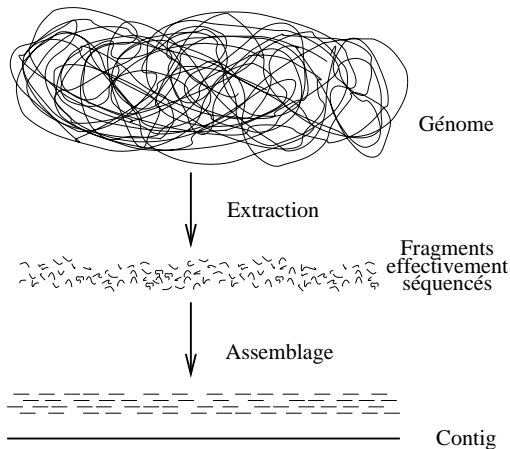 Génome
Extraction
Fragments
effectivement
séquencés
Assemblage
Contig